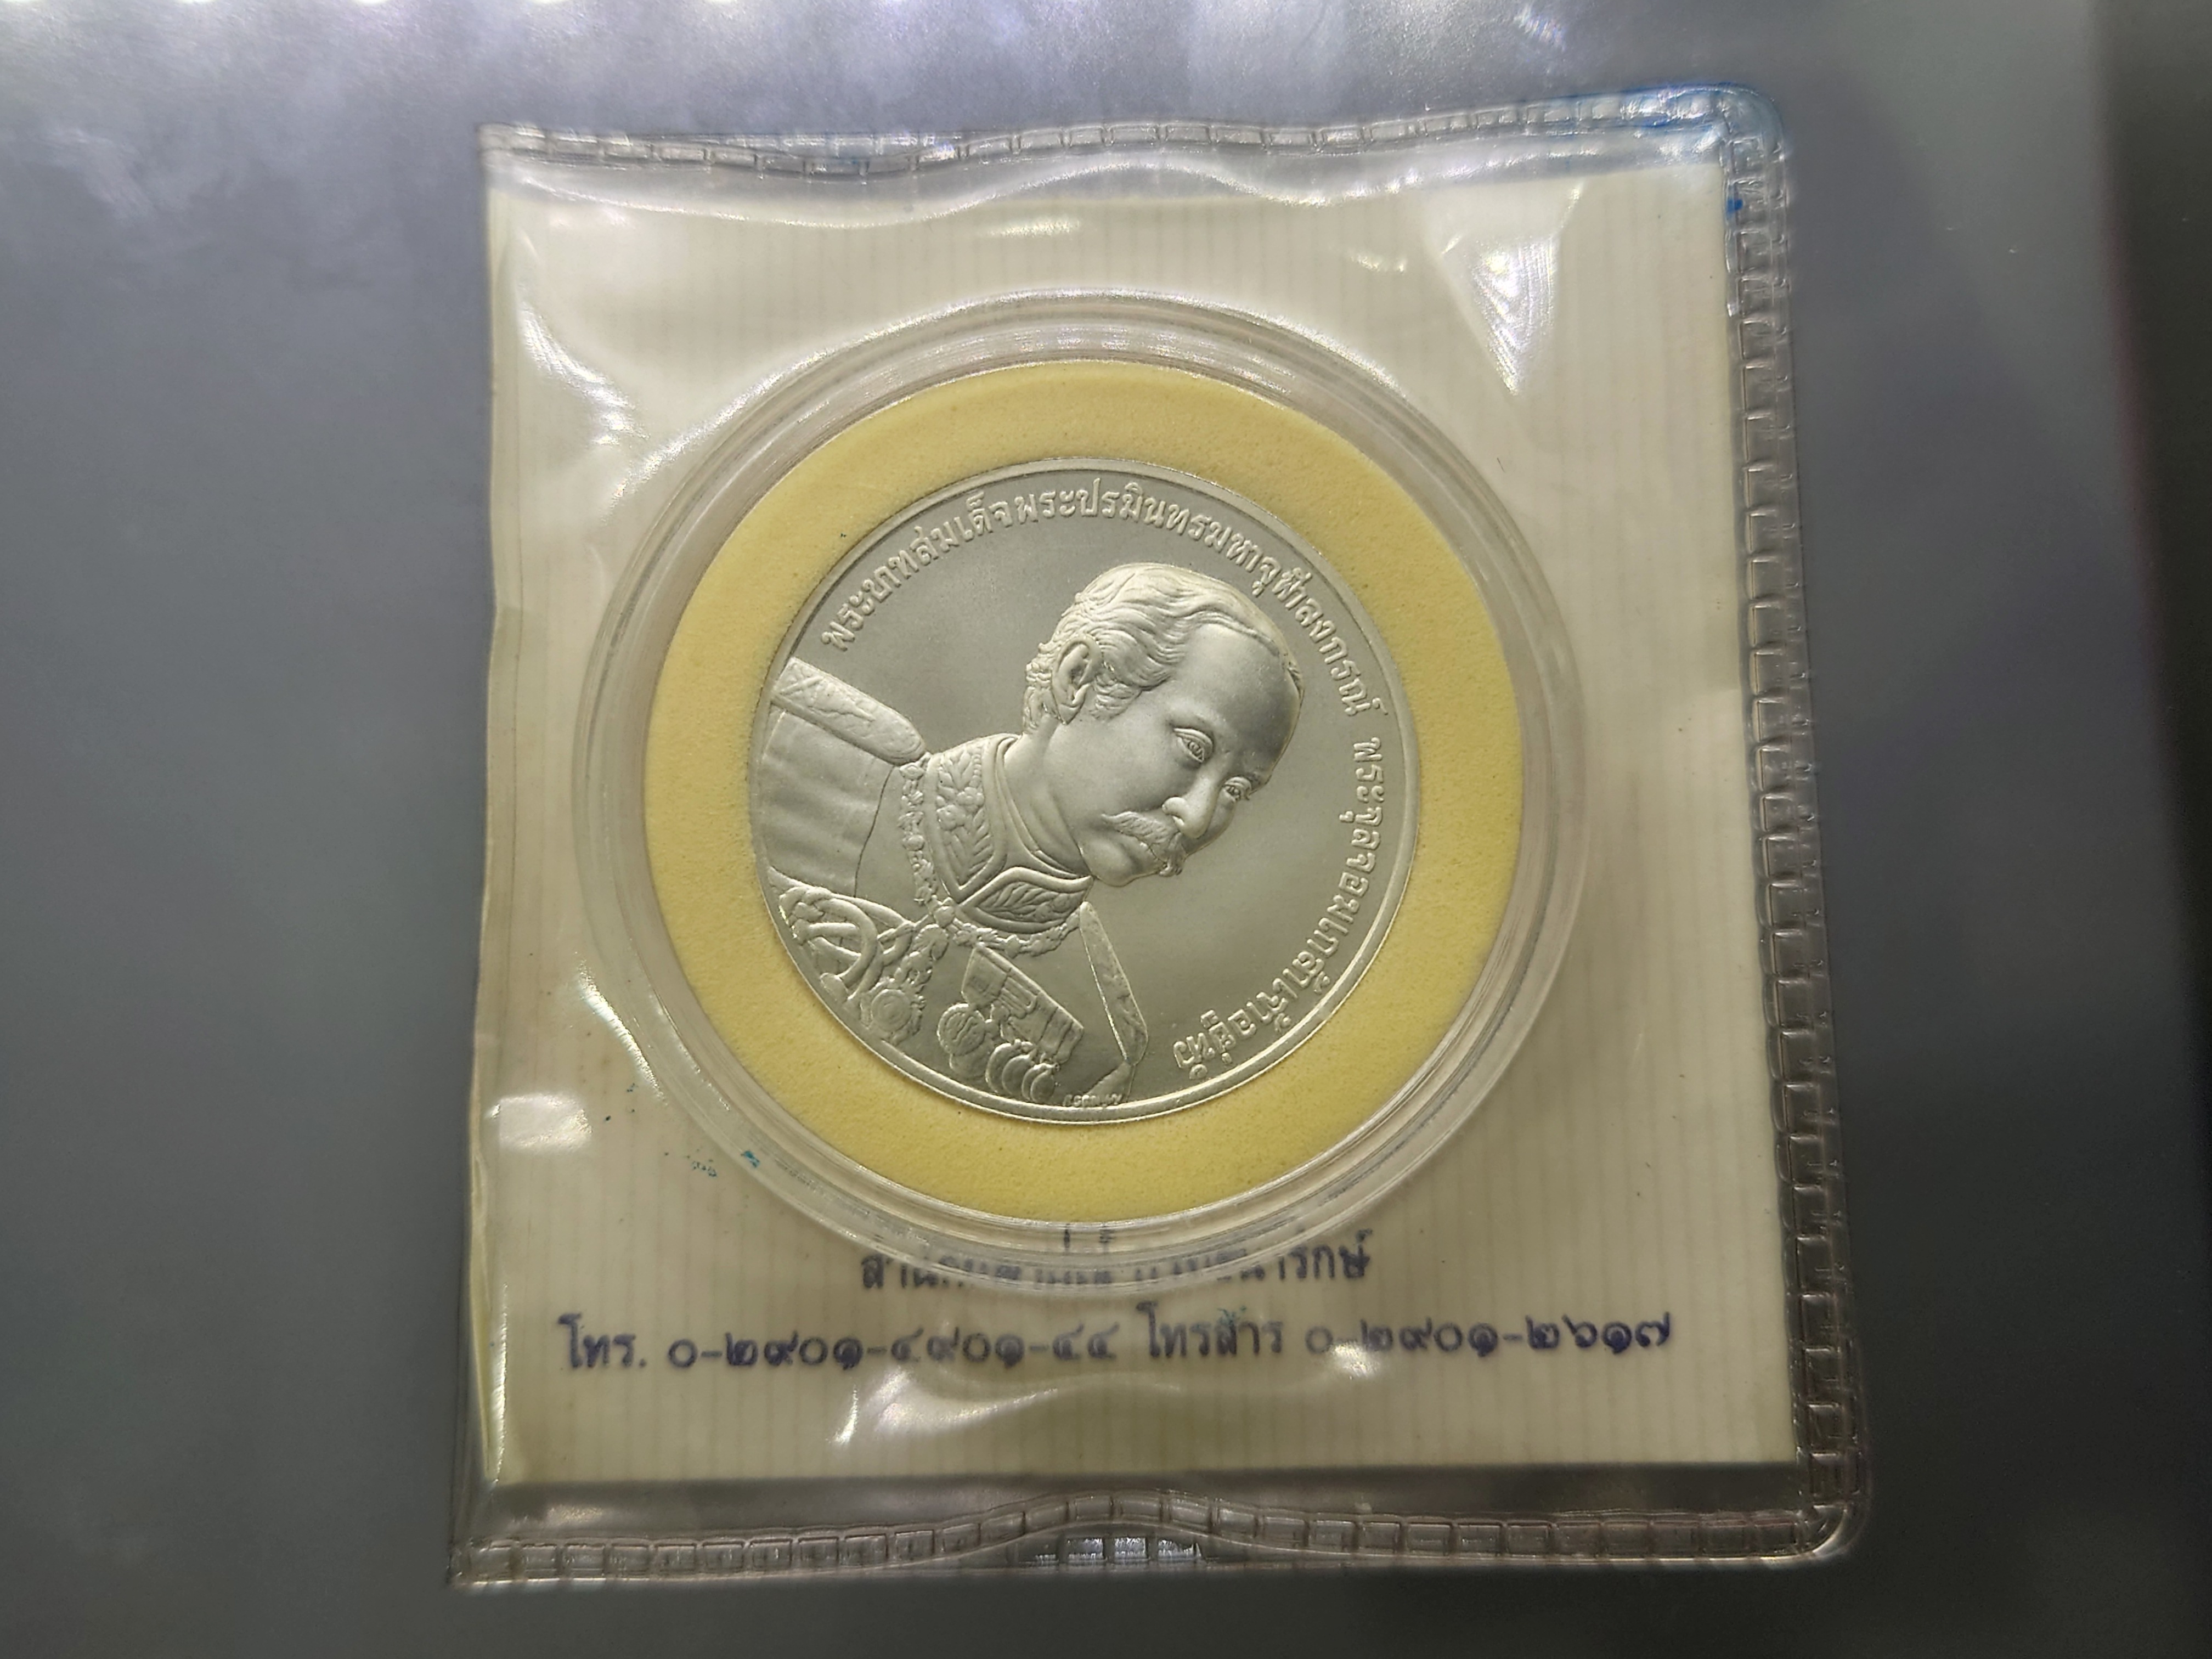 พระบาทสมเด็จพระปรมินทรมหาจุฬาลงกรณ์ พระจุลจอมเกล้าเจ้าอยู่หัว
โทร. ๐-๒๙๐๑-๔๙๐๑-๔๔ โทรสาร ๐-๒๙๐๑-๒๖๑๗